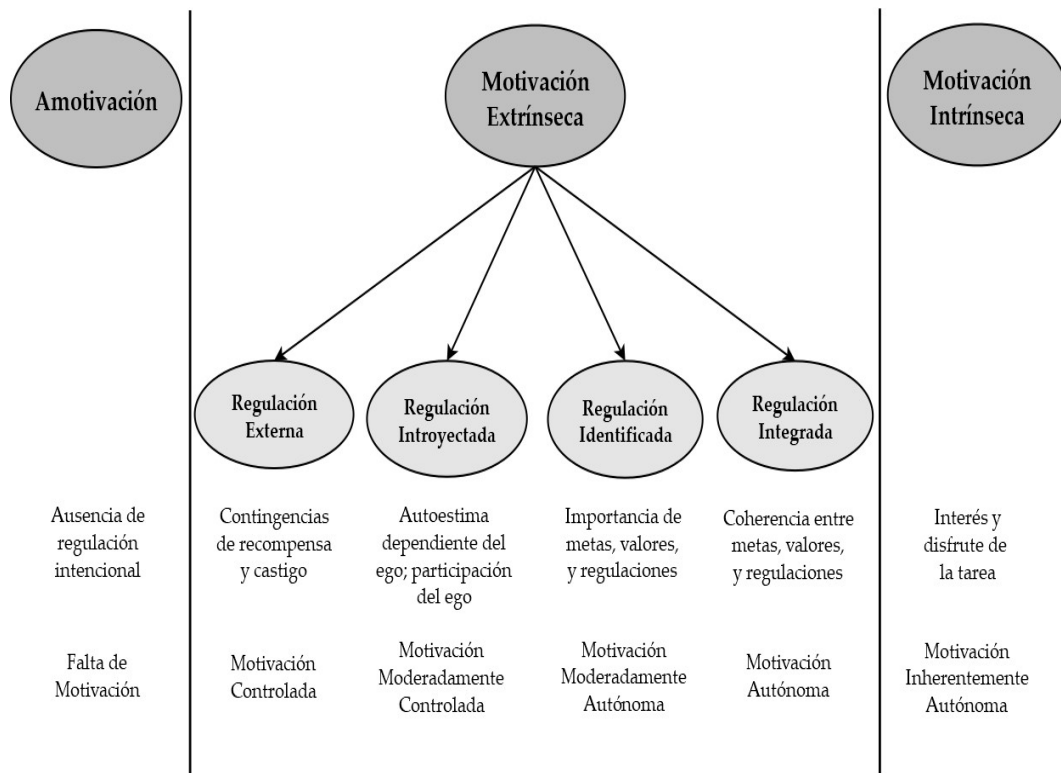 Amotivación
Motivación
Extrínseca
Motivación
Intrínseca
Regulación
Externa
Regulación
Introyectada
Regulación
Identificada
Regulación
Integrada
Ausencia de
regulación
intencional
Contingencias
de recompensa
y castigo
Autoestima
dependiente del
ego; participación
del ego
Importancia de
metas, valores,
y regulaciones
Coherencia entre
metas, valores,
y regulaciones
Interés y
disfrute de
la tarea
Falta de
Motivación
Motivación
Controlada
Motivación
Moderadamente
Controlada
Motivación
Moderadamente
Autónoma
Motivación
Autónoma
Motivación
Inherentemente
Autónoma